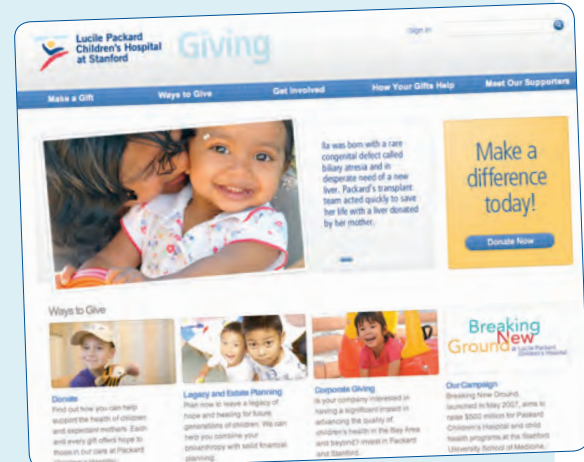 Lucile Packard
Children's Hospital
at Stanford
Giving
Sign In
Make a Gift
Ways to Give
Get Involved
How Your Gifts Help
Meet Our Supporters
Ila was born with a rare
congenital defect called
biliary atresia and in
desperate need of a new
liver. Packard's transplant
team acted quickly to save
her life with a liver donated
by her mother.
Make a
difference
today!
Donate Now
Ways to Give
Donate
Find out how you can help
support the health of children
and expectant mothers. Each
and every gift offers hope to
those in our care at Packard
Legacy and Estate Planning
Plan now to leave a legacy of
hope and healing for future
generations of children. We can
help you combine your
philanthropy with solid financial
planning.
Corporate Giving
Is your company interested in
having a significant impact in
advancing the quality of
children's health in the Bay Area
and beyond? Invest in Packard
and Stanford.
Breaking
New
Ground
at Lucile Packard
Children's Hospital
Our Campaign
Breaking New Ground,
launched in May 2007, aims to
raise $500 million for Packard
Children's Hospital and child
health programs at the Stanford
University School of Medicine.